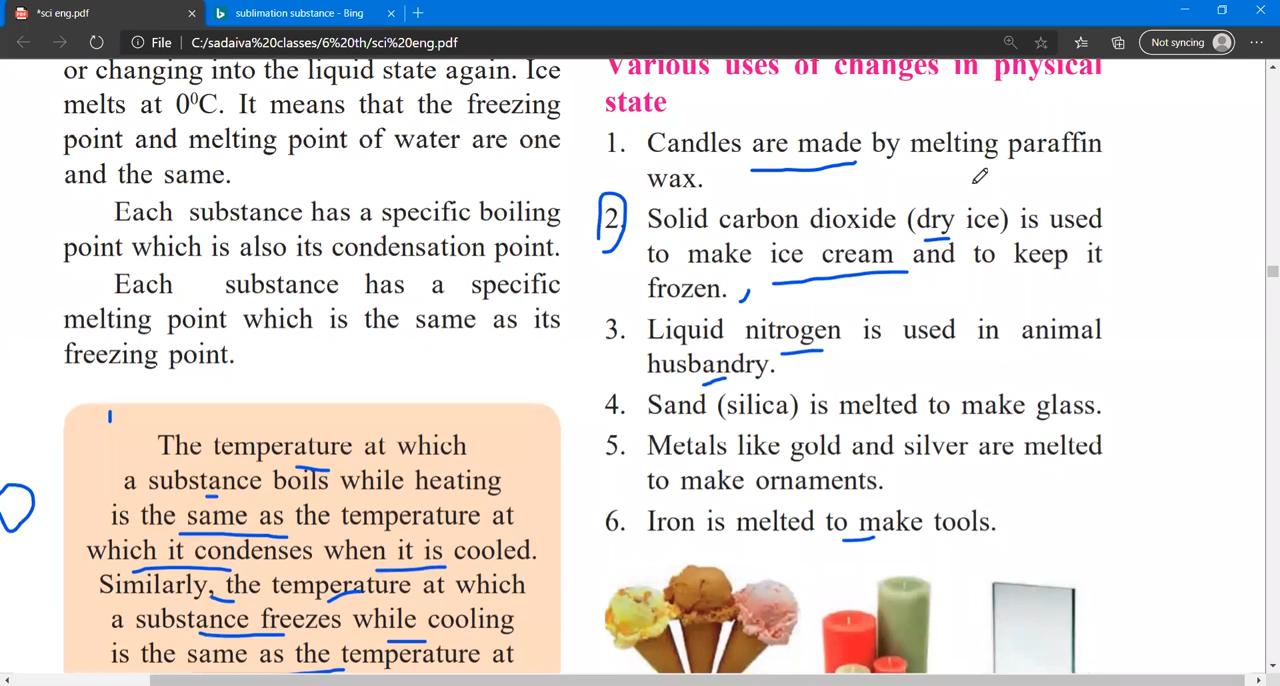 *sci eng.pdf
sublimation substance - Bing
File
C:/sadaiva%20classes/6%20th/sci%20eng.pdf
Not syncing
or changing into the liquid state again. Ice
melts at 0⁰C. It means that the freezing
point and melting point of water are one
and the same.
Each substance has a specific boiling
point which is also its condensation point.
Each substance has a specific
melting point which is the same as its
freezing point.
The temperature at which
a substance boils while heating
is the same as the temperature at
which it condenses when it is cooled.
Similarly, the temperature at which
a substance freezes while cooling
is the same as the temperature at
Various uses of changes in physical
state
1. Candles are made by melting paraffin
wax.
2. Solid carbon dioxide (dry ice) is used
to make ice cream and to keep it
frozen.
3. Liquid nitrogen is used in animal
husbandry.
4. Sand (silica) is melted to make glass.
5. Metals like gold and silver are melted
to make ornaments.
6. Iron is melted to make tools.